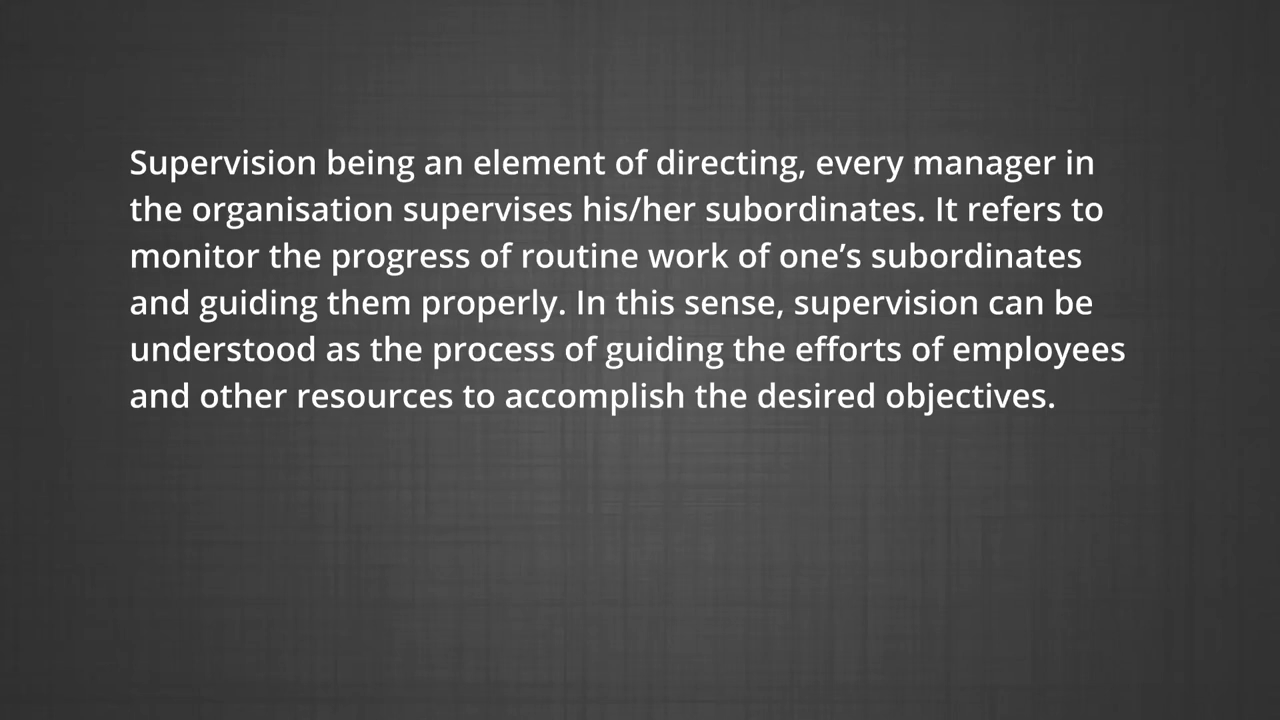 Supervision being an element of directing, every manager in
the organisation supervises his/her subordinates. It refers to
monitor the progress of routine work of one’s subordinates
and guiding them properly. In this sense, supervision can be
understood as the process of guiding the efforts of employees
and other resources to accomplish the desired objectives.